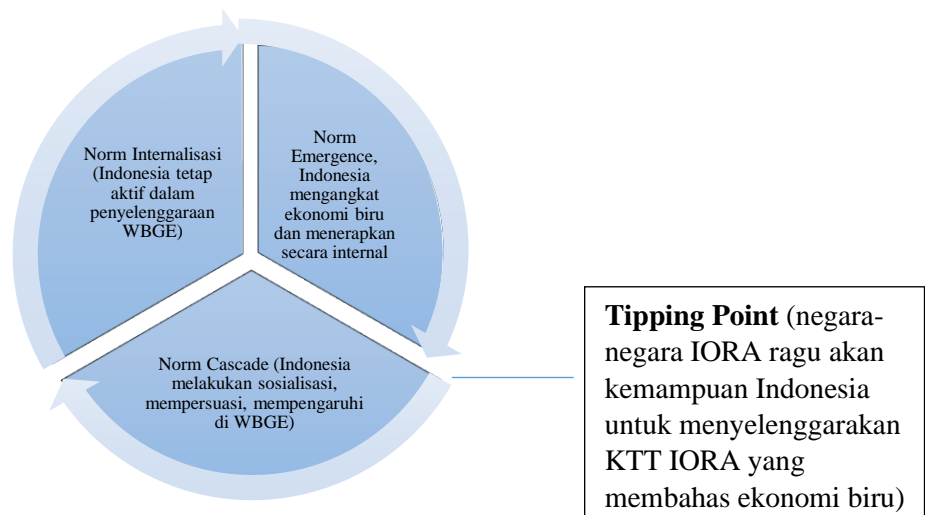 Norm Internalisasi
(Indonesia tetap
aktif dalam
penyelenggaraan
WBGE)
Norm
Emergence,
Indonesia
mengangkat
ekonomi biru
dan menerapkan
secara internal
Norm Cascade (Indonesia
melakukan sosialisasi,
mempersuasi, mempengaruhi
di WBGE)
Tipping Point (negara-
negara IORA ragu akan
kemampuan Indonesia
untuk menyelenggarakan
KTT IORA yang
membahas ekonomi biru)